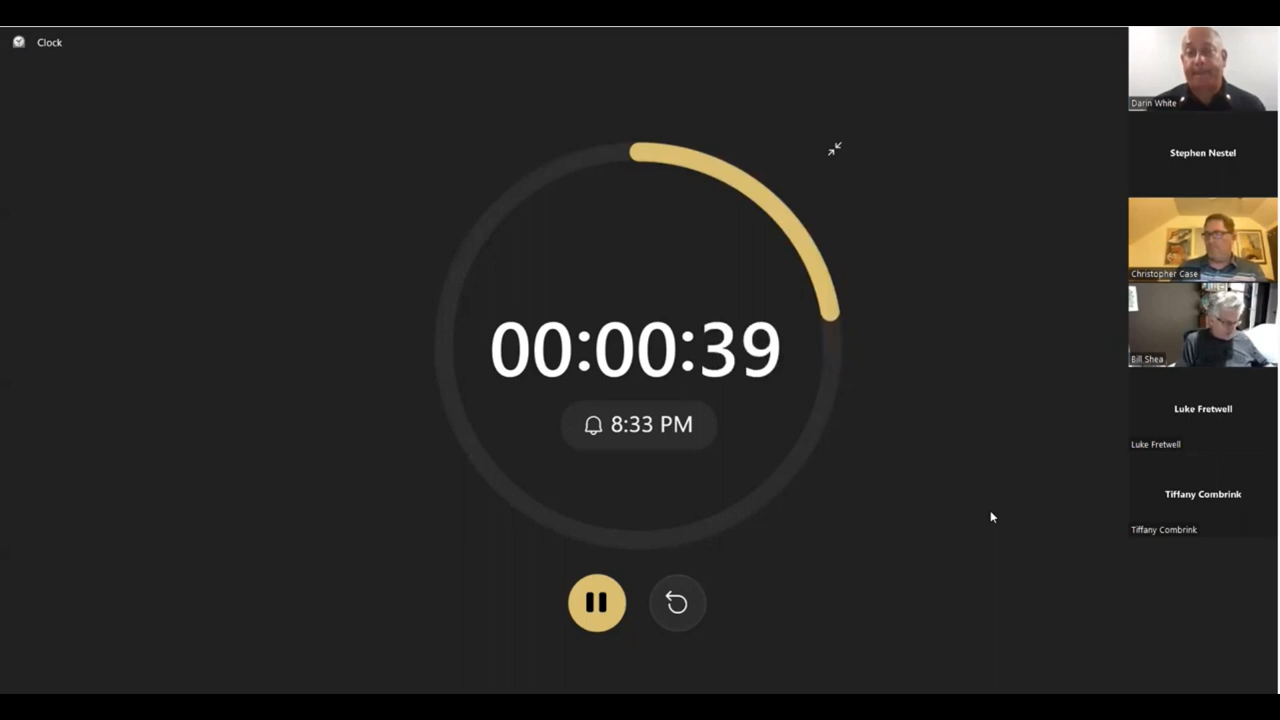 Clock
00:00:39
8:33 PM
Darin White
Stephen Nestel
Christopher Case
Bill Shea
Luke Fretwell
Luke Fretwell
Tiffany Combrink
Tiffany Combrink